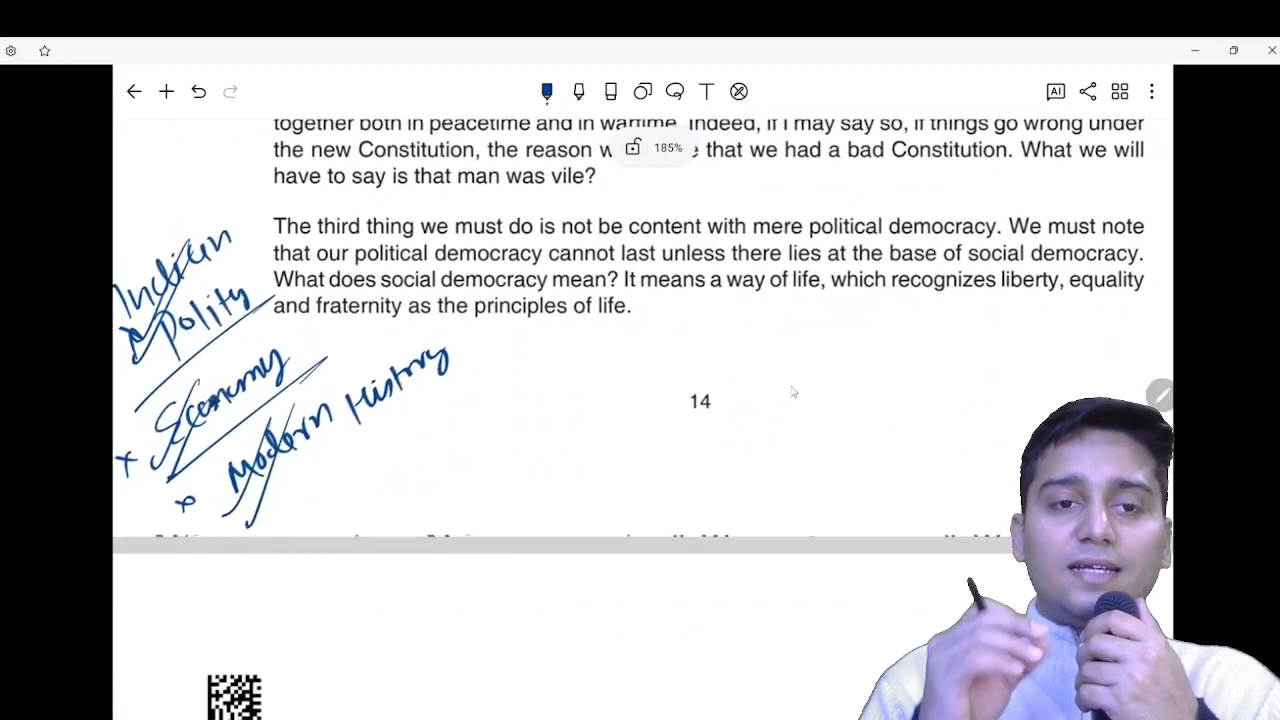 AI
together both in peacetime and in wartime. Indeed, if I may say so, if things go wrong under
185%
the new Constitution, the reason w e that we had a bad Constitution. What we will
have to say is that man was vile?
The third thing we must do is not be content with mere political democracy. We must note
that our political democracy cannot last unless there lies at the base of social democracy.
What does social democracy mean? It means a way of life, which recognizes liberty, equality
and fraternity as the principles of life.
Indian
Polity
Economy
Modern History
14